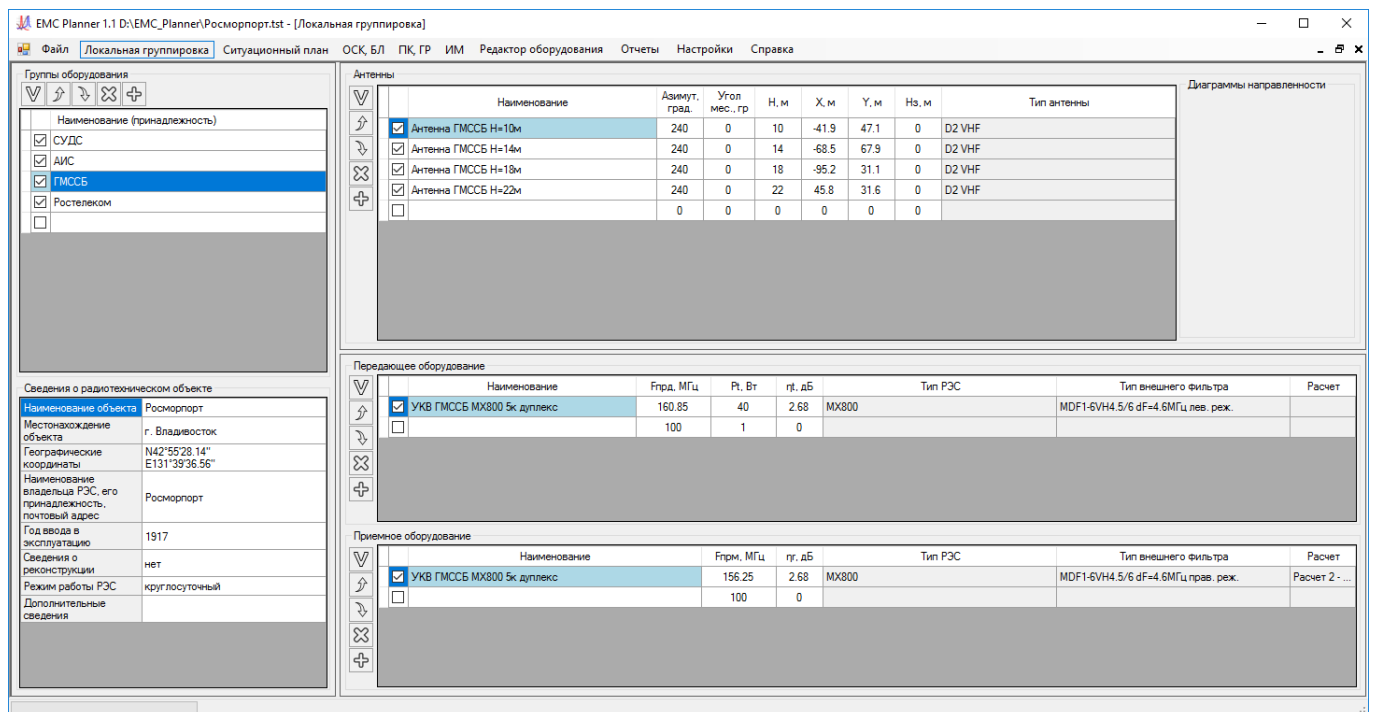 EMC Planner 1.1 D:\EMC_Planner\Росморпорт.tst - [Локальная группировка]
Файл Локальная группировка Ситуационный план ОСК, БЛ ПК, ГР ИМ Редактор оборудования Отчеты Настройки Справка
Группы оборудования
Наименование (принадлежность)
СУДС
АИС
ГМССБ
Ростелеком
Сведения о радиотехническом объекте
Наименование объекта Росморпорт
Местонахождение
объекта
г. Владивосток
Географические
координаты
N42°55'28.14"
E131°39'36.56"
Наименование
владельца РЭС, его
принадлежность,
почтовый адрес
Росморпорт
Год ввода в
эксплуатацию
1917
Сведения о
реконструкции
нет
Режим работы РЭС круглосуточный
Дополнительные
сведения
Антенны
Наименование Азимут, град. Угол мес., гр Н, м X, м Y, м Нз, м Тип антенны
Антенна ГМССБ Н=10м 240 0 10 -41.9 47.1 0 D2 VHF
Антенна ГМССБ Н=14м 240 0 14 -68.5 67.9 0 D2 VHF
Антенна ГМССБ Н=18м 240 0 18 -95.2 31.1 0 D2 VHF
Антенна ГМССБ Н=22м 240 0 22 45.8 31.6 0 D2 VHF
0 0 0 0 0 0
Диаграммы направленности
Передающее оборудование
Наименование Fпрд, МГц Pt, Вт ηt, дБ Тип РЭС Тип внешнего фильтра Расчет
УКВ ГМССБ MX800 5к дуплекс 160.85 40 2.68 MX800 MDF1-6VH4.5/6 dF=4.6МГц лев. реж.
100 1 0
Приемное оборудование
Наименование Fпрм, МГц ηr, дБ Тип РЭС Тип внешнего фильтра Расчет
УКВ ГМССБ MX800 5к дуплекс 156.25 2.68 MX800 MDF1-6VH4.5/6 dF=4.6МГц прав. реж. Расчет 2 - ...
100 0